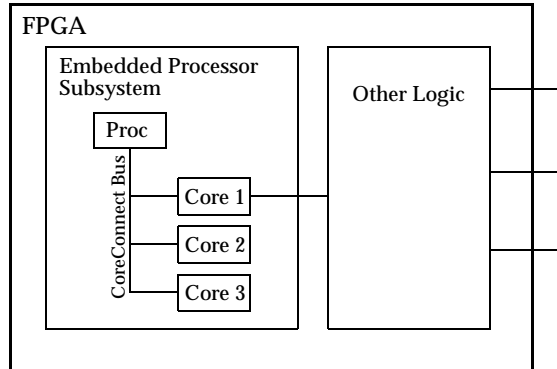 FPGA
Embedded Processor
Subsystem
Other Logic
Proc
CoreConnect Bus
Core 1
Core 2
Core 3